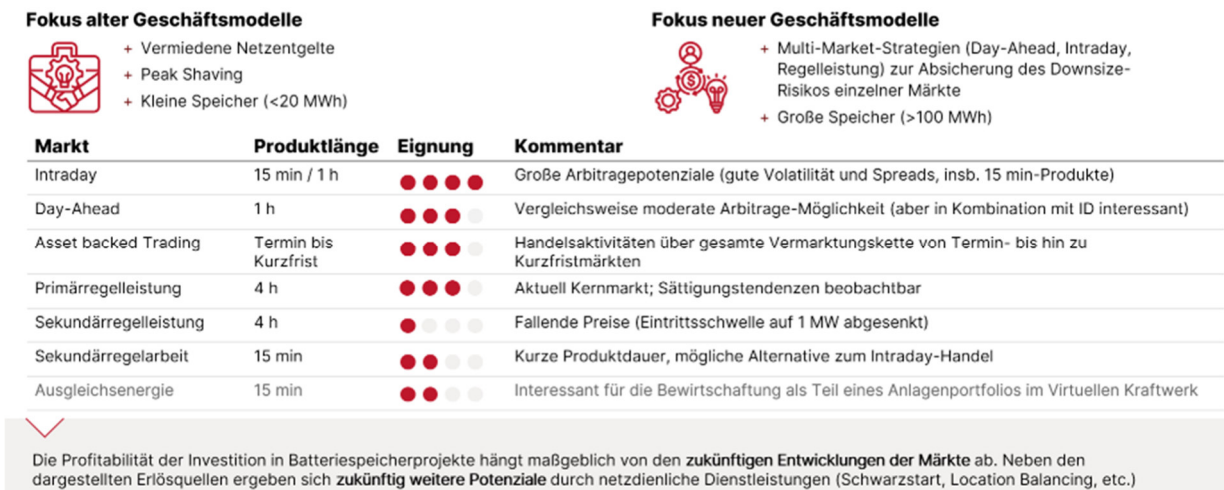 Fokus alter Geschäftsmodelle
+ Vermiedene Netzentgelte
+ Peak Shaving
+ Kleine Speicher (<20 MWh)
Fokus neuer Geschäftsmodelle
+ Multi-Market-Strategien (Day-Ahead, Intraday,
Regelleistung) zur Absicherung des Downsize-
Risikos einzelner Märkte
+ Große Speicher (>100 MWh)
Markt Produktlänge Eignung Kommentar
Intraday 15 min / 1 h Große Arbitragepotenziale (gute Volatilität und Spreads, insb. 15 min-Produkte)
Day-Ahead 1 h Vergleichsweise moderate Arbitrage-Möglichkeit (aber in Kombination mit ID interessant)
Asset backed Trading Termin bis Handelsaktivitäten über gesamte Vermarktungskette von Termin- bis hin zu
Kurzfrist Kurzfristmärkten
Primärregelleistung 4 h Aktuell Kernmarkt; Sättigungstendenzen beobachtbar
Sekundärregelleistung 4 h Fallende Preise (Eintrittsschwelle auf 1 MW abgesenkt)
Sekundärregelarbeit 15 min Kurze Produktdauer, mögliche Alternative zum Intraday-Handel
Ausgleichsenergie 15 min Interessant für die Bewirtschaftung als Teil eines Anlagenportfolios im Virtuellen Kraftwerk
Die Profitabilität der Investition in Batteriespeicherprojekte hängt maßgeblich von den zukünftigen Entwicklungen der Märkte ab. Neben den
dargestellten Erlösquellen ergeben sich zukünftig weitere Potenziale durch netzdienliche Dienstleistungen (Schwarzstart, Location Balancing, etc.)